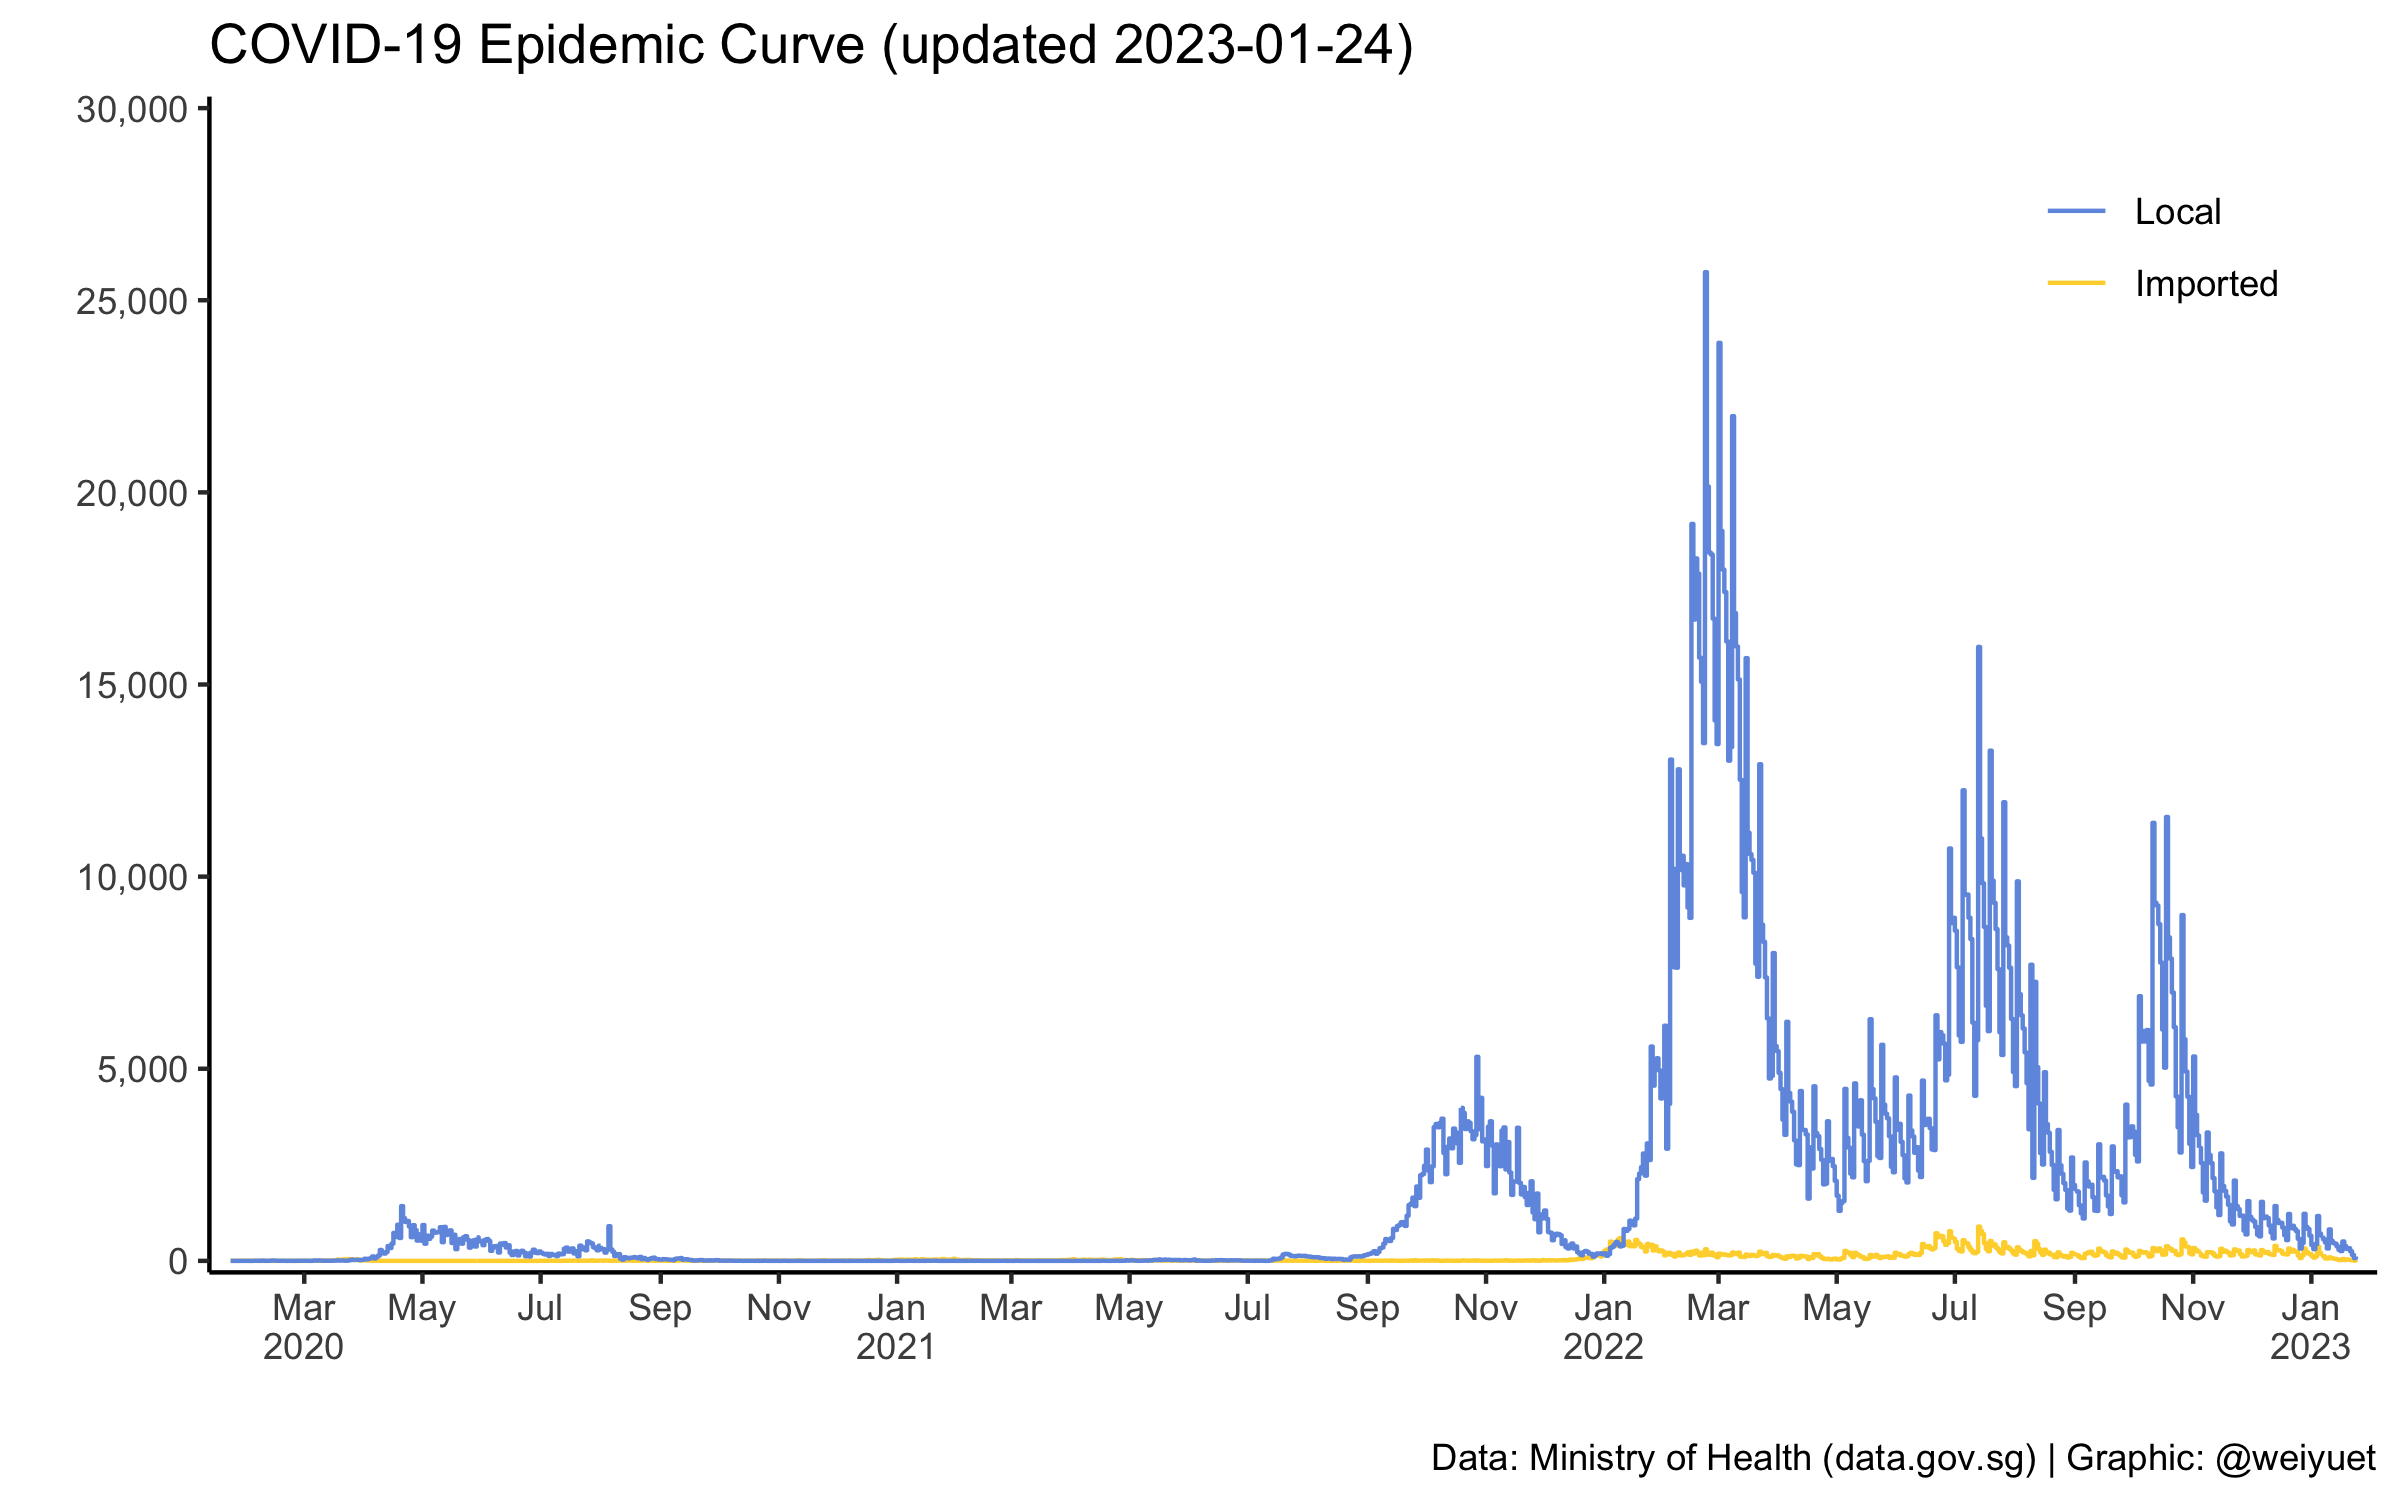 COVID-19 Epidemic Curve (updated 2023-01-24)
30,000
25,000
20,000
15,000
10,000
5,000
0
Local
Imported
Mar May Jul Sep Nov Jan Mar May Jul Sep Nov Jan Mar May Jul Sep Nov Jan
2020 2021 2022 2023
Data: Ministry of Health (data.gov.sg) | Graphic: @weiyuet